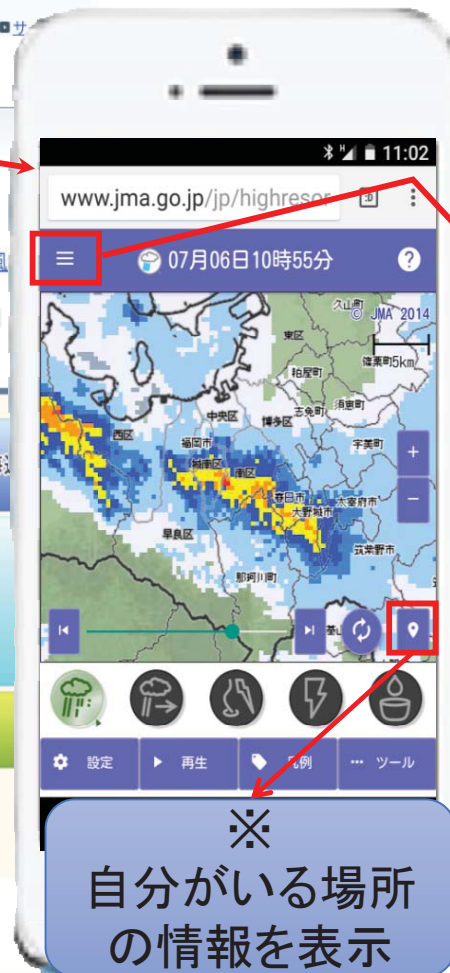 サ
11:02
www.jma.go.jp/jp/highresor
07月06日10時55分
?
久山町
© JMA 2014
東区
篠栗町
5km
粕屋町
須恵町
志免町
中央区
博多区
西区
福岡市
宇美町
城南区
南区
春日市
太宰府市
大野城市
早良区
筑紫野市
那珂川町
基山
設定
再生
凡例
ツール
※
自分がいる場所
の情報を表示